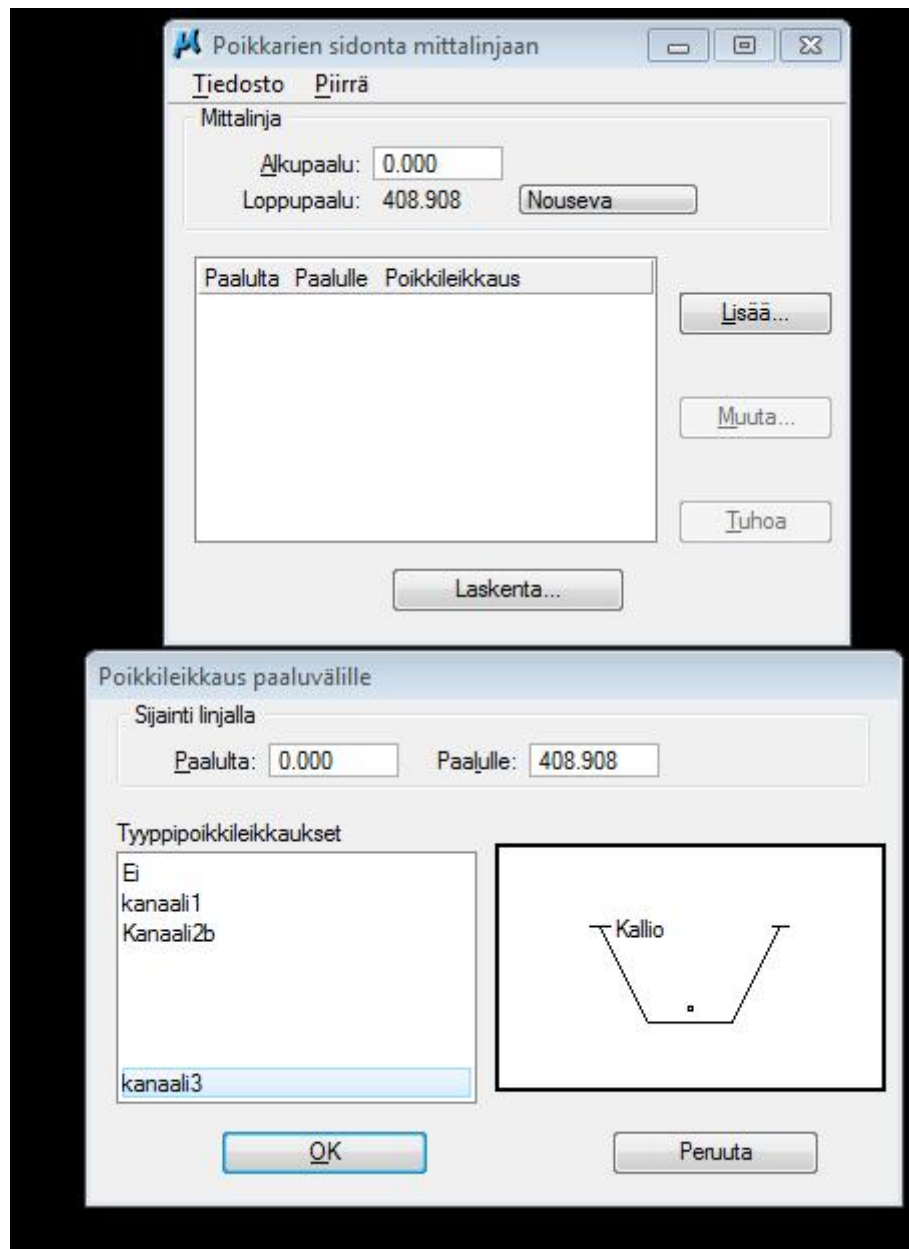 Poikkarien sidonta mittalinjaan
Tiedosto Piirrä
Mittalinja
Alkupaalu: 0.000
Loppupaalu: 408.908 Nouseva
Paalulta Paalulle Poikkileikkaus
Lisää...
Muuta...
Tuhoa
Laskenta...
Poikkileikkaus paaluvälille
Sijainti linjalla
Paalulta: 0.000 Paalulle: 408.908
Tyyppipoikkileikkaukset
Ei
kanaali1
Kanaali2b
kanaali3
Kallio
OK Peruuta